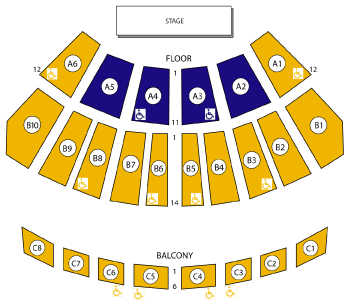 STAGE
FLOOR
12 A6 A5 A4 1 A3 A2 A1 12
11
B10 B9 B8 B7 B6 1 B5 B4 B3 B2 B1
14
BALCONY
C8 C7 C6 C5 1 C4 C3 C2 C1
6